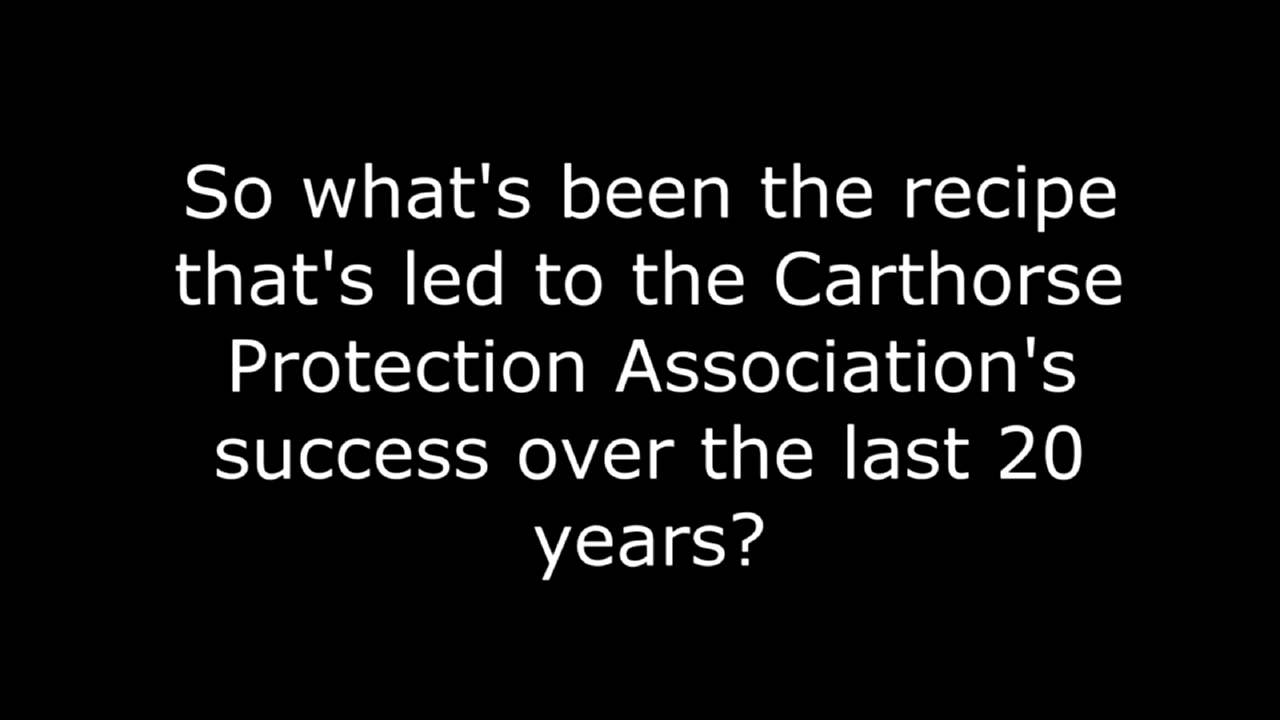 So what's been the recipe
that's led to the Carthorse
Protection Association's
success over the last 20
years?